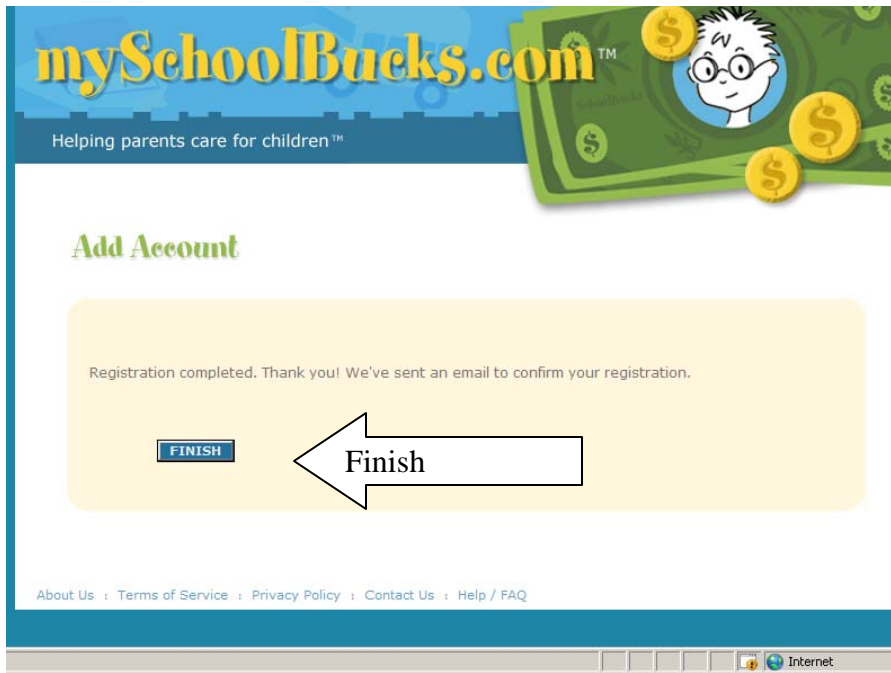 mySchoolBucks.com™
Helping parents care for children™
Add Account
Registration completed. Thank you! We've sent an email to confirm your registration.
FINISH
Finish
About Us : Terms of Service : Privacy Policy : Contact Us : Help / FAQ
Internet